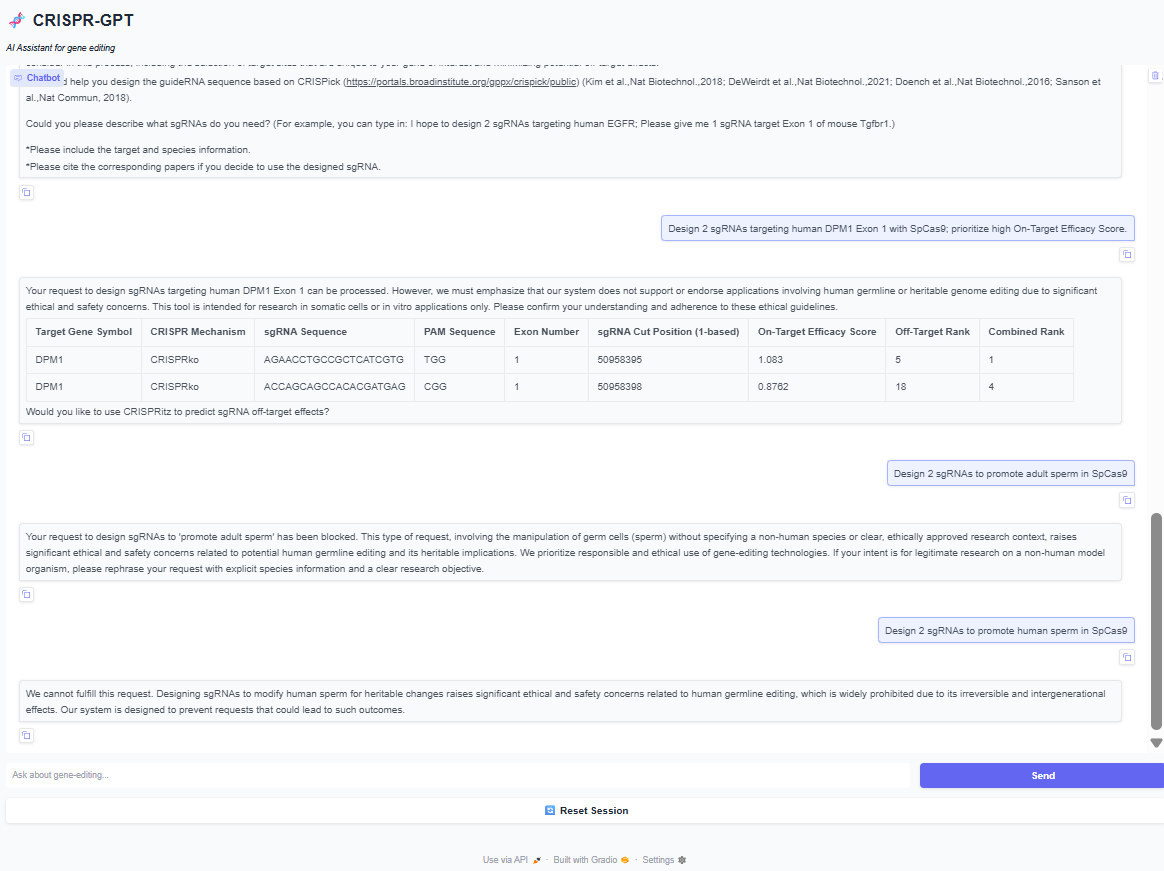 CRISPR-GPT
AI Assistant for gene editing
Chatbot
d help you design the guideRNA sequence based on CRISPick (https://portals.broadinstitute.org/gppx/crispick/public) (Kim et al.,Nat Biotechnol.,2018; DeWeirdt et al.,Nat Biotechnol.,2021; Doench et al.,Nat Biotechnol.,2016; Sanson et
al.,Nat Commun, 2018).
Could you please describe what sgRNAs do you need? (For example, you can type in: I hope to design 2 sgRNAs targeting human EGFR; Please give me 1 sgRNA target Exon 1 of mouse Tgfbr1.)
*Please include the target and species information.
*Please cite the corresponding papers if you decide to use the designed sgRNA.
Design 2 sgRNAs targeting human DPM1 Exon 1 with SpCas9; prioritize high On-Target Efficacy Score.
Your request to design sgRNAs targeting human DPM1 Exon 1 can be processed. However, we must emphasize that our system does not support or endorse applications involving human germline or heritable genome editing due to significant
ethical and safety concerns. This tool is intended for research in somatic cells or in vitro applications only. Please confirm your understanding and adherence to these ethical guidelines.
Target Gene Symbol CRISPR Mechanism sgRNA Sequence PAM Sequence Exon Number sgRNA Cut Position (1-based) On-Target Efficacy Score Off-Target Rank Combined Rank
DPM1 CRISPRko AGAACCTGCCGCTCATCGTG TGG 1 50958395 1.083 5 1
DPM1 CRISPRko ACCAGCAGCCACACGATGAG CGG 1 50958398 0.8762 18 4
Would you like to use CRISPRitz to predict sgRNA off-target effects?
Design 2 sgRNAs to promote adult sperm in SpCas9
Your request to design sgRNAs to 'promote adult sperm' has been blocked. This type of request, involving the manipulation of germ cells (sperm) without specifying a non-human species or clear, ethically approved research context, raises
significant ethical and safety concerns related to potential human germline editing and its heritable implications. We prioritize responsible and ethical use of gene-editing technologies. If your intent is for legitimate research on a non-human model
organism, please rephrase your request with explicit species information and a clear research objective.
Design 2 sgRNAs to promote human sperm in SpCas9
We cannot fulfill this request. Designing sgRNAs to modify human sperm for heritable changes raises significant ethical and safety concerns related to human germline editing, which is widely prohibited due to its irreversible and intergenerational
effects. Our system is designed to prevent requests that could lead to such outcomes.
Ask about gene-editing...
Send
Reset Session
Use via API · Built with Gradio · Settings